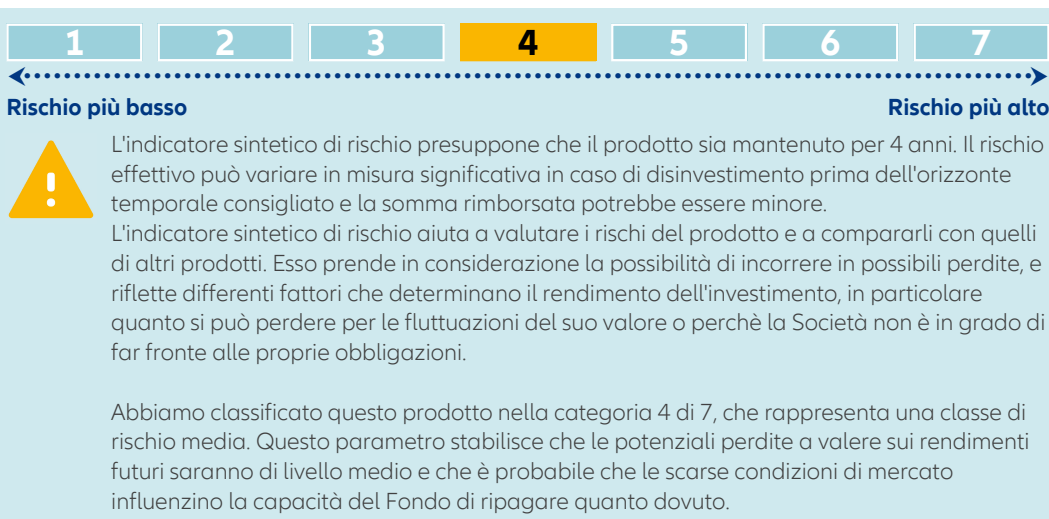 1 2 3 4 5 6 7
Rischio più basso Rischio più alto
L'indicatore sintetico di rischio presuppone che il prodotto sia mantenuto per 4 anni. Il rischio
effettivo può variare in misura significativa in caso di disinvestimento prima dell'orizzonte
temporale consigliato e la somma rimborsata potrebbe essere minore.
L'indicatore sintetico di rischio aiuta a valutare i rischi del prodotto e a compararli con quelli
di altri prodotti. Esso prende in considerazione la possibilità di incorrere in possibili perdite, e
riflette differenti fattori che determinano il rendimento dell'investimento, in particolare
quanto si può perdere per le fluttuazioni del suo valore o perchè la Società non è in grado di
far fronte alle proprie obbligazioni.
Abbiamo classificato questo prodotto nella categoria 4 di 7, che rappresenta una classe di
rischio media. Questo parametro stabilisce che le potenziali perdite a valere sui rendimenti
futuri saranno di livello medio e che è probabile che le scarse condizioni di mercato
influenzino la capacità del Fondo di ripagare quanto dovuto.